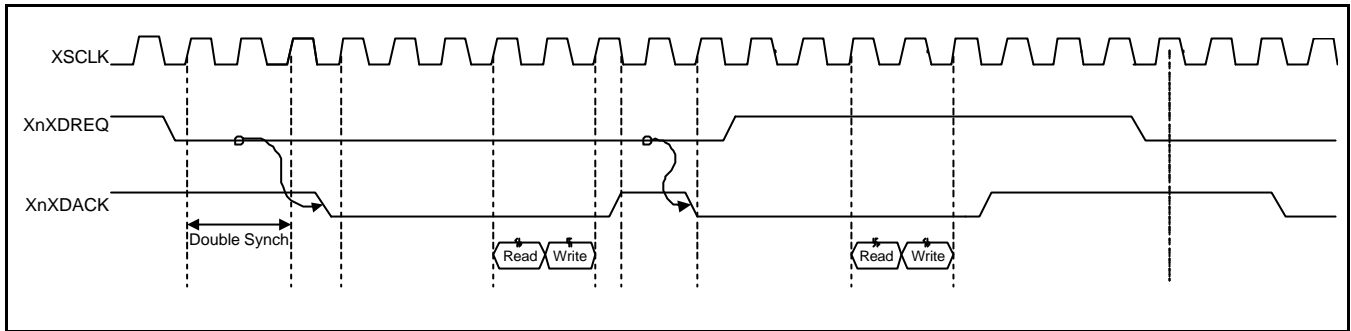 XSCLK
XnXDREQ
XnXDACK
Double Synch
Read Write Read Write